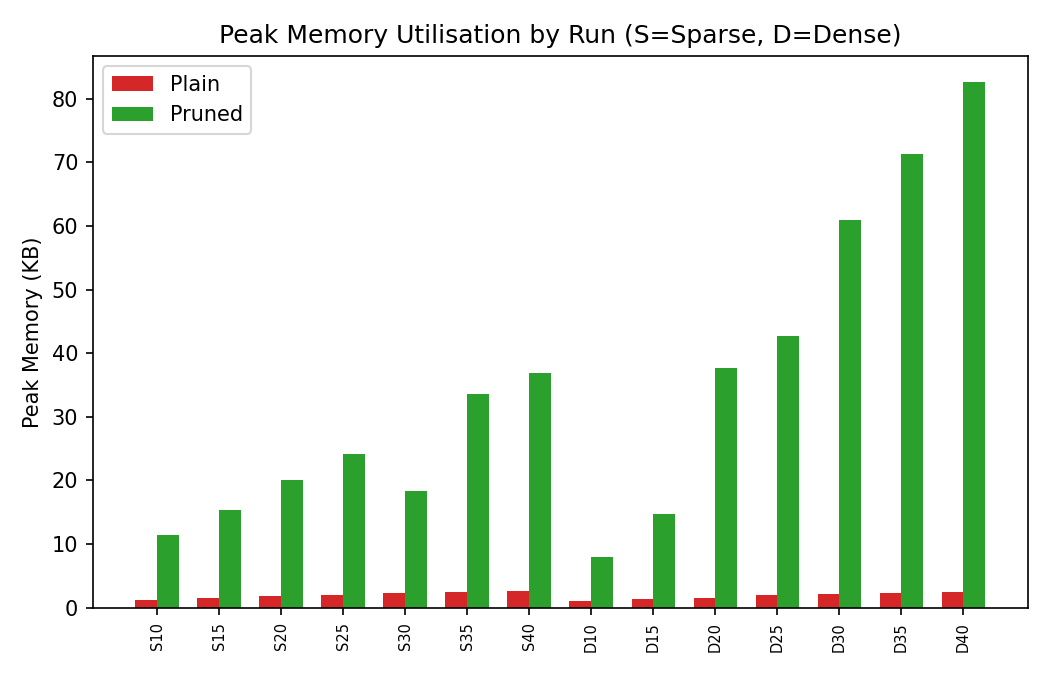 Peak Memory Utilisation by Run (S=Sparse, D=Dense)
Plain
Pruned
Peak Memory (KB)
80
70
60
50
40
30
20
10
0
S10
S15
S20
S25
S30
S35
S40
D10
D15
D20
D25
D30
D35
D40